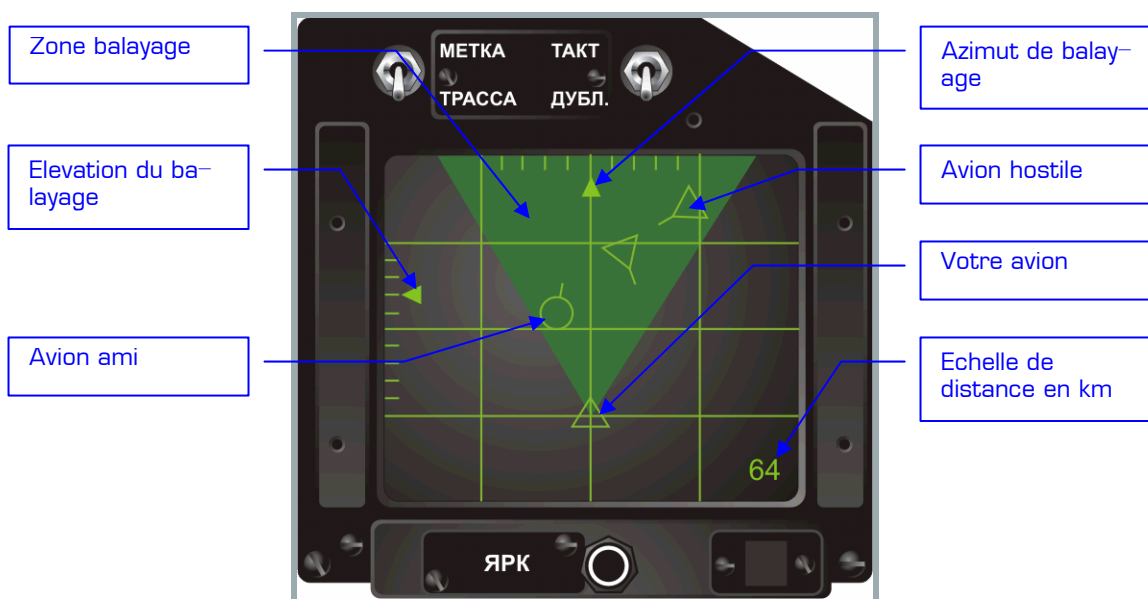 Zone balayage
Elevation du ba-
layage
Avion ami
МЕТКА ТАКТ
ТРАССА ДУБЛ.
64
ЯРК
Azimut de balay-
age
Avion hostile
Votre avion
Echelle de
distance en km